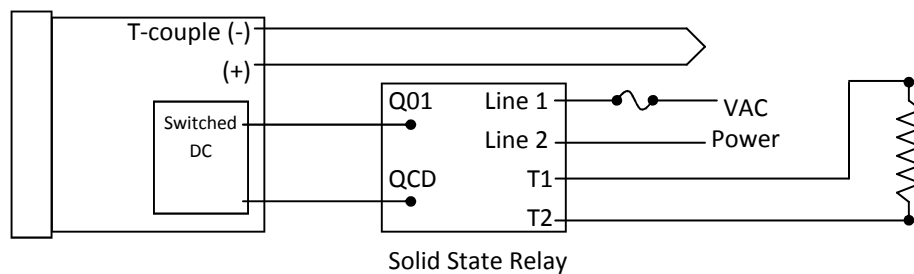 T-couple (-)
(+)
Switched
DC
Q01
QCD
Line 1
Line 2
T1
T2
VAC
Power
Solid State Relay